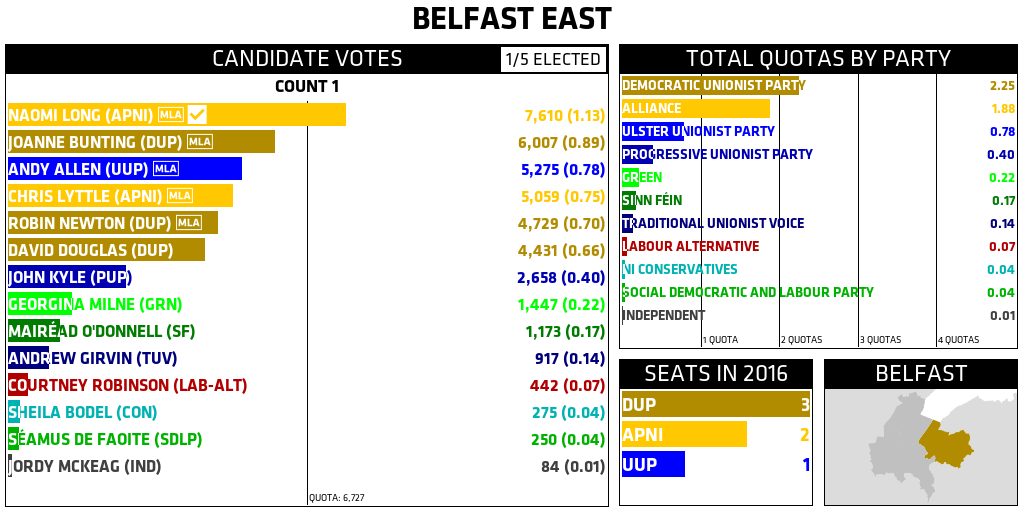 BELFAST EAST
CANDIDATE VOTES 1/5 ELECTED
COUNT 1
NAOMI LONG (APNI) MLA 7,610 (1.13)
JOANNE BUNTING (DUP) MLA 6,007 (0.89)
ANDY ALLEN (UUP) MLA 5,275 (0.78)
CHRIS LYTTLE (APNI) MLA 5,059 (0.75)
ROBIN NEWTON (DUP) MLA 4,729 (0.70)
DAVID DOUGLAS (DUP) 4,431 (0.66)
JOHN KYLE (PUP) 2,658 (0.40)
GEORGINA MILNE (GRN) 1,447 (0.22)
MAIRÉAD O'DONNELL (SF) 1,173 (0.17)
ANDREW GIRVIN (TUV) 917 (0.14)
COURTNEY ROBINSON (LAB-ALT) 442 (0.07)
SHEILA BODEL (CON) 275 (0.04)
SÉAMUS DE FAOITE (SDLP) 250 (0.04)
JORDY MCKEAG (IND) 84 (0.01)
QUOTA: 6,727
TOTAL QUOTAS BY PARTY
DEMOCRATIC UNIONIST PARTY 2.25
ALLIANCE 1.88
ULSTER UNIONIST PARTY 0.78
PROGRESSIVE UNIONIST PARTY 0.40
GREEN 0.22
SINN FÉIN 0.17
TRADITIONAL UNIONIST VOICE 0.14
LABOUR ALTERNATIVE 0.07
NI CONSERVATIVES 0.04
SOCIAL DEMOCRATIC AND LABOUR PARTY 0.04
INDEPENDENT 0.01
1 QUOTA 2 QUOTAS 3 QUOTAS 4 QUOTAS
SEATS IN 2016
DUP 3
APNI 2
UUP 1
BELFAST